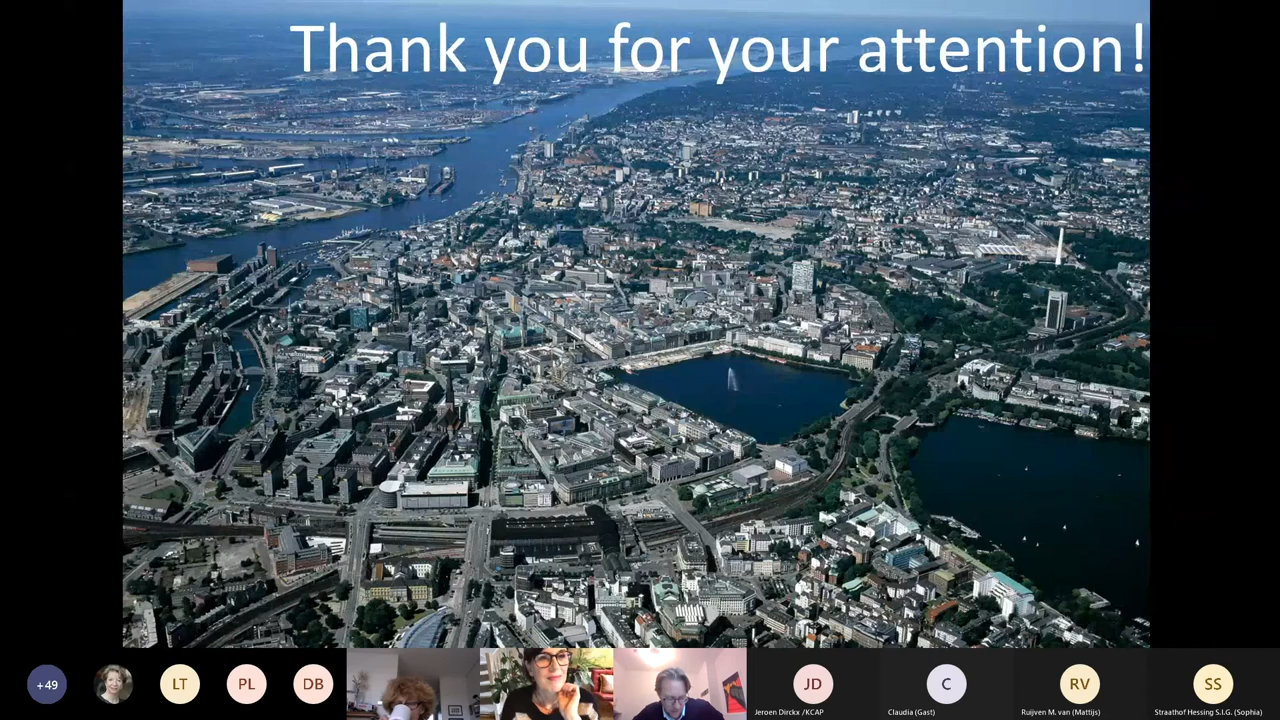 Thank you for your attention!
+49
LT
PL
DB
JD
C
RV
SS
Jeroen Dirckx /KCAP
Claudia (Gast)
Ruijven M. van (Mattijs)
Straathof Hessing S.I.G. (Sophia)